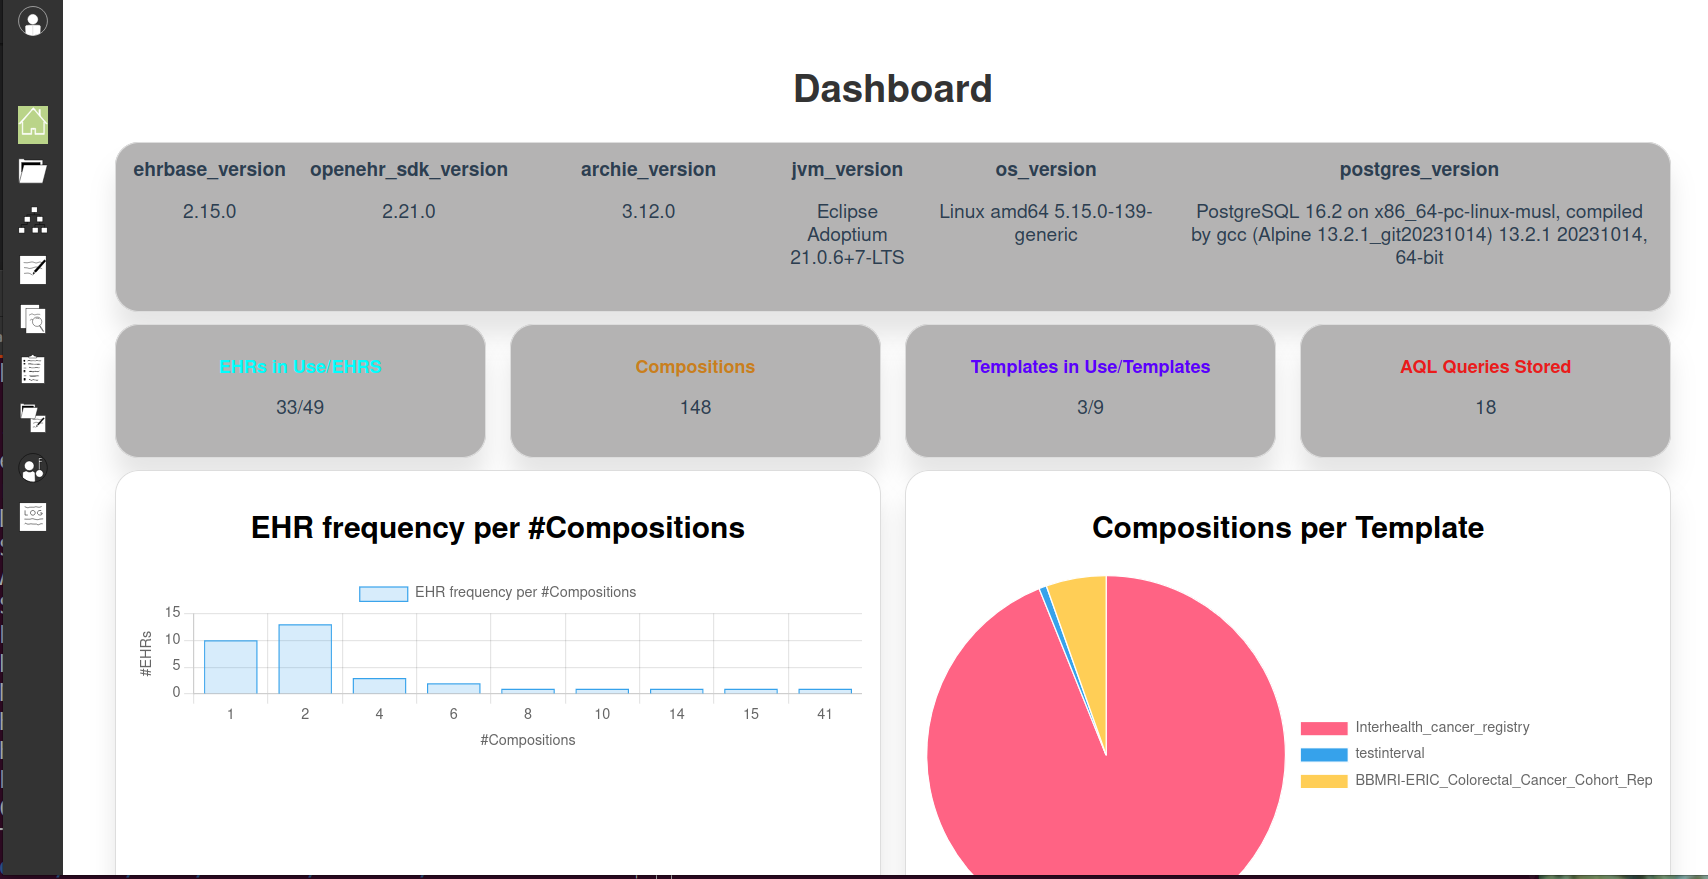 Dashboard
ehrbase_version
2.15.0
openehr_sdk_version
2.21.0
archie_version
3.12.0
jvm_version
Eclipse
Adoptium
21.0.6+7-LTS
os_version
Linux amd64 5.15.0-139-
generic
postgres_version
PostgreSQL 16.2 on x86_64-pc-linux-musl, compiled
by gcc (Alpine 13.2.1_git20231014) 13.2.1 20231014,
64-bit
EHRs in Use/EHRS
33/49
Compositions
148
Templates in Use/Templates
3/9
AQL Queries Stored
18
LOG
EHR frequency per #Compositions
EHR frequency per #Compositions
#EHRs
15
10
5
0
1 2 4 6 8 10 14 15 41
#Compositions
Compositions per Template
Interhealth_cancer_registry
testinterval
BBMRI-ERIC_Colorectal_Cancer_Cohort_Rep